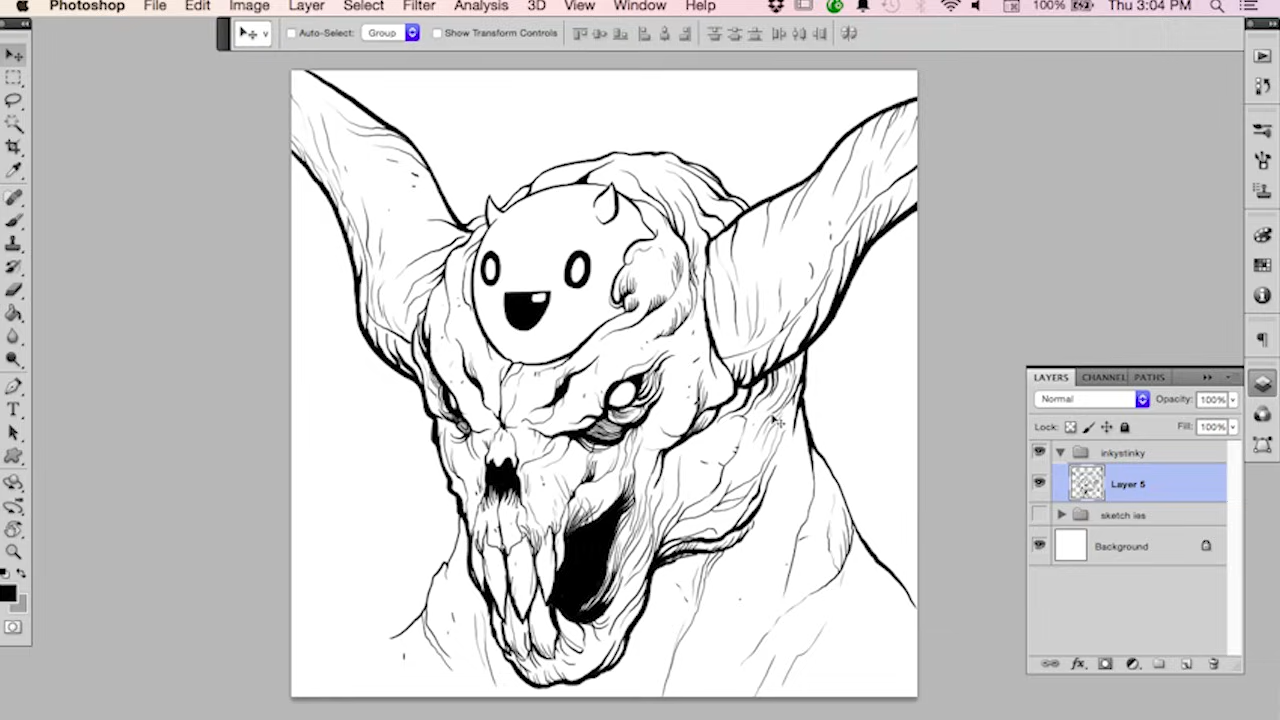 Photoshop File Edit Image Layer Select Filter Analysis 3D View Window Help 100% Thu 3:04 PM
Auto-Select: Group Show Transform Controls
LAYERS CHANNEL PATHS
Normal Opacity: 100%
Lock: Fill: 100%
inkystinky
Layer 5
sketch ies
Background